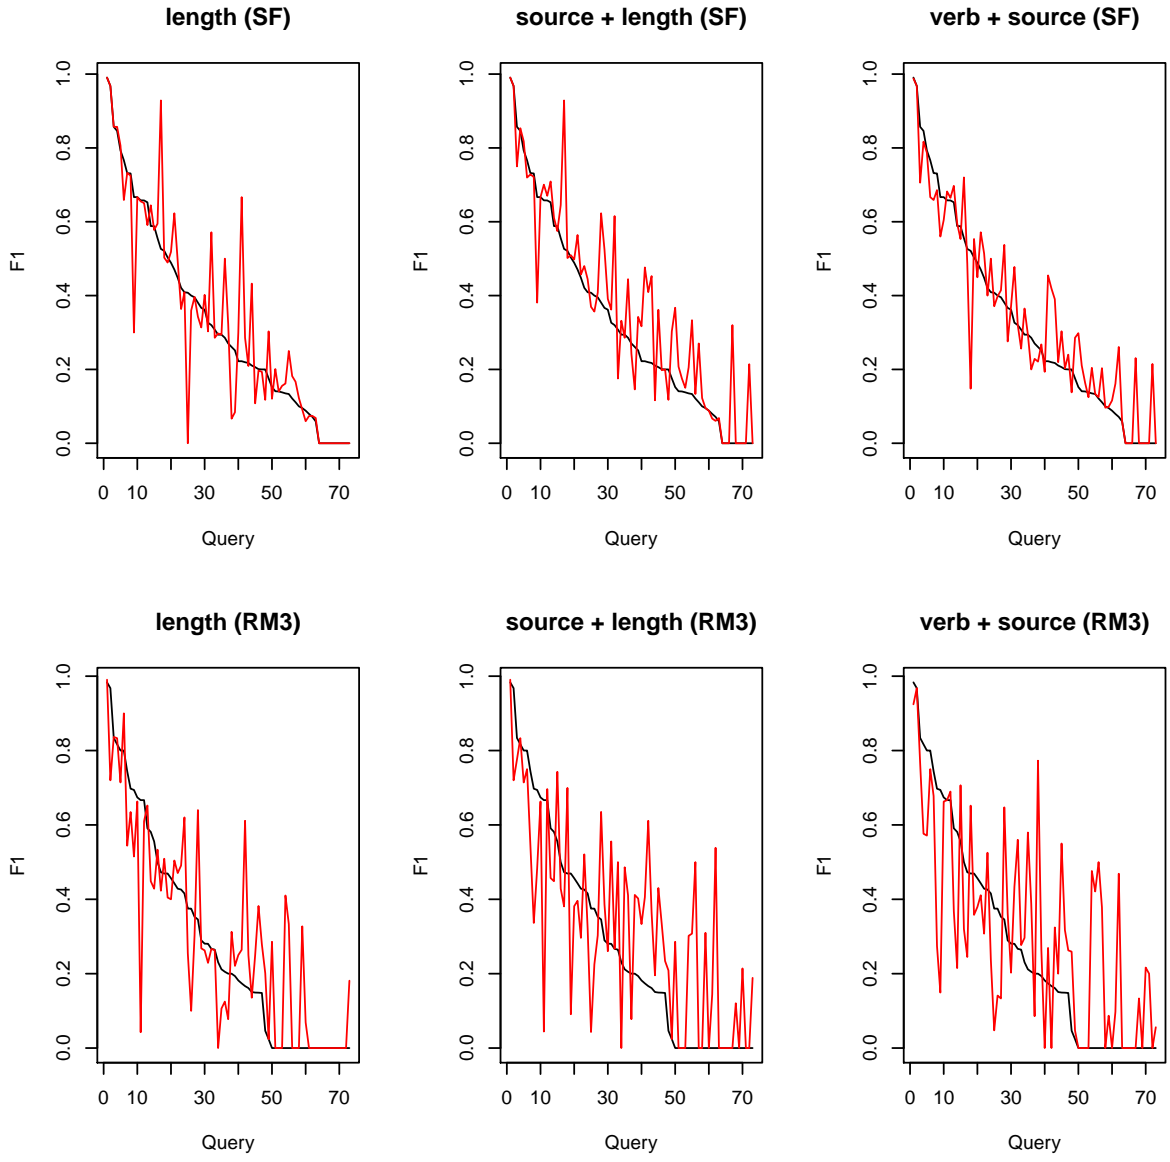 length (SF)
F1
0.0 0.2 0.4 0.6 0.8 1.0
0 10 30 50 70
Query
source + length (SF)
F1
0.0 0.2 0.4 0.6 0.8 1.0
0 10 30 50 70
Query
verb + source (SF)
F1
0.0 0.2 0.4 0.6 0.8 1.0
0 10 30 50 70
Query
length (RM3)
F1
0.0 0.2 0.4 0.6 0.8 1.0
0 10 30 50 70
Query
source + length (RM3)
F1
0.0 0.2 0.4 0.6 0.8 1.0
0 10 30 50 70
Query
verb + source (RM3)
F1
0.0 0.2 0.4 0.6 0.8 1.0
0 10 30 50 70
Query